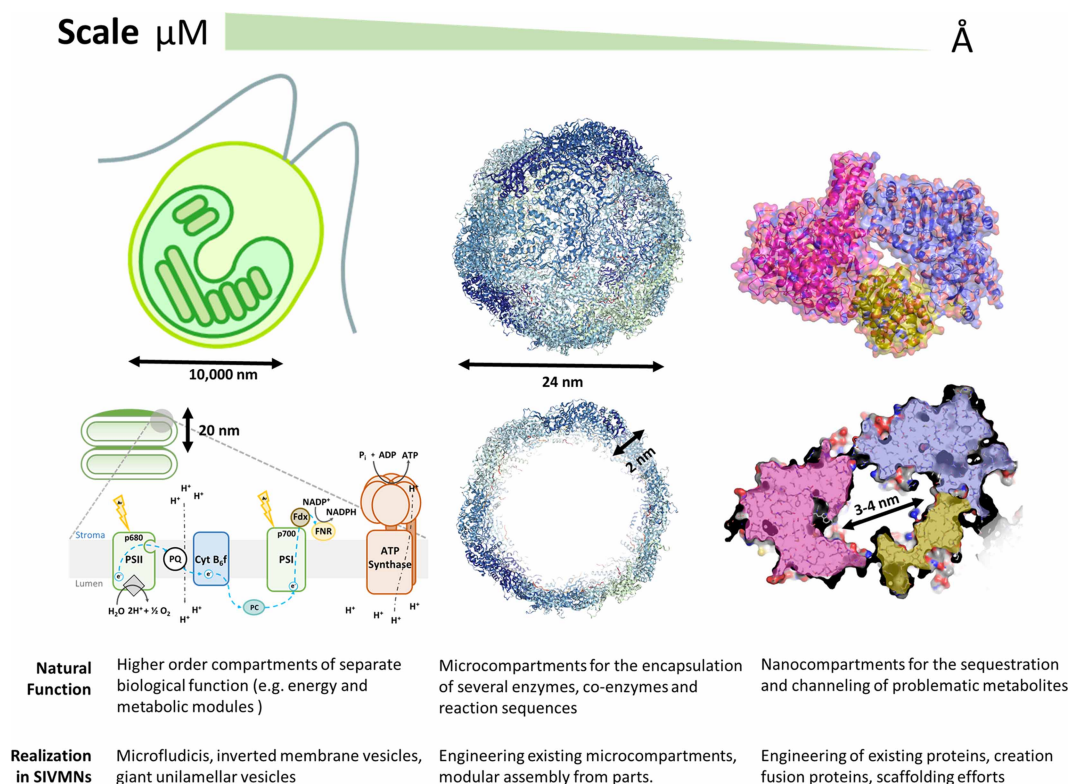 Scale µM
Å
10,000 nm
24 nm
20 nm
2 nm
3-4 nm
Pi + ADP ATP
H+
H+
H+
H+
H+
NADP+
NADPH
Fdx
FNR
Stroma
p680
p700
PSII
PQ
Cyt B6f
PSI
ATP
Synthase
Lumen
e-
e-
e-
H2O 2H+ + ½ O2
H+
H+
PC
H+
H+
H+
Natural
Function
Higher order compartments of separate
biological function (e.g. energy and
metabolic modules )
Microcompartments for the encapsulation
of several enzymes, co-enzymes and
reaction sequences
Nanocompartments for the sequestration
and channeling of problematic metabolites
Realization
in SIVMNs
Microfludicis, inverted membrane vesicles,
giant unilamellar vesicles
Engineering existing microcompartments,
modular assembly from parts.
Engineering of existing proteins, creation
fusion proteins, scaffolding efforts